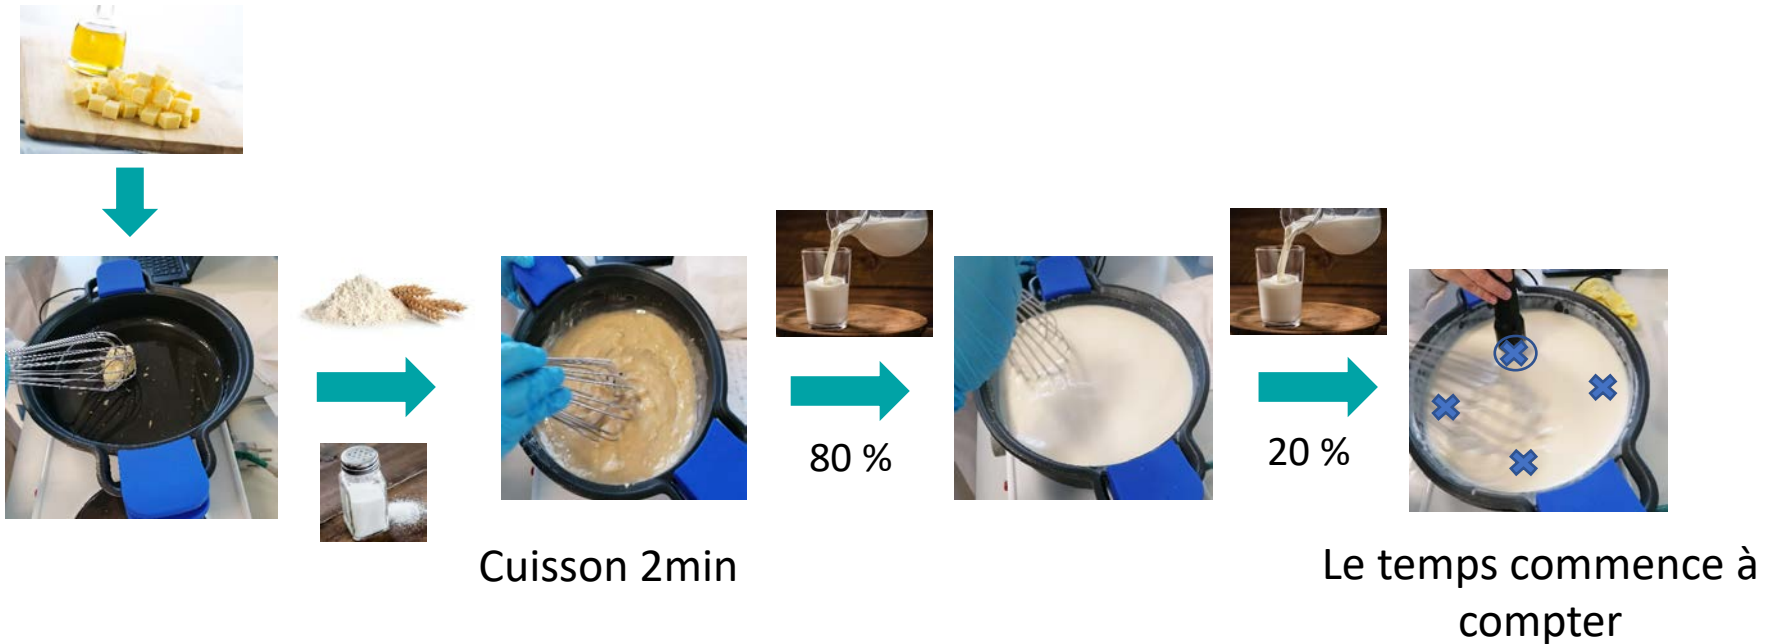 80 %
20 %
Cuisson 2min
Le temps commence à
compter